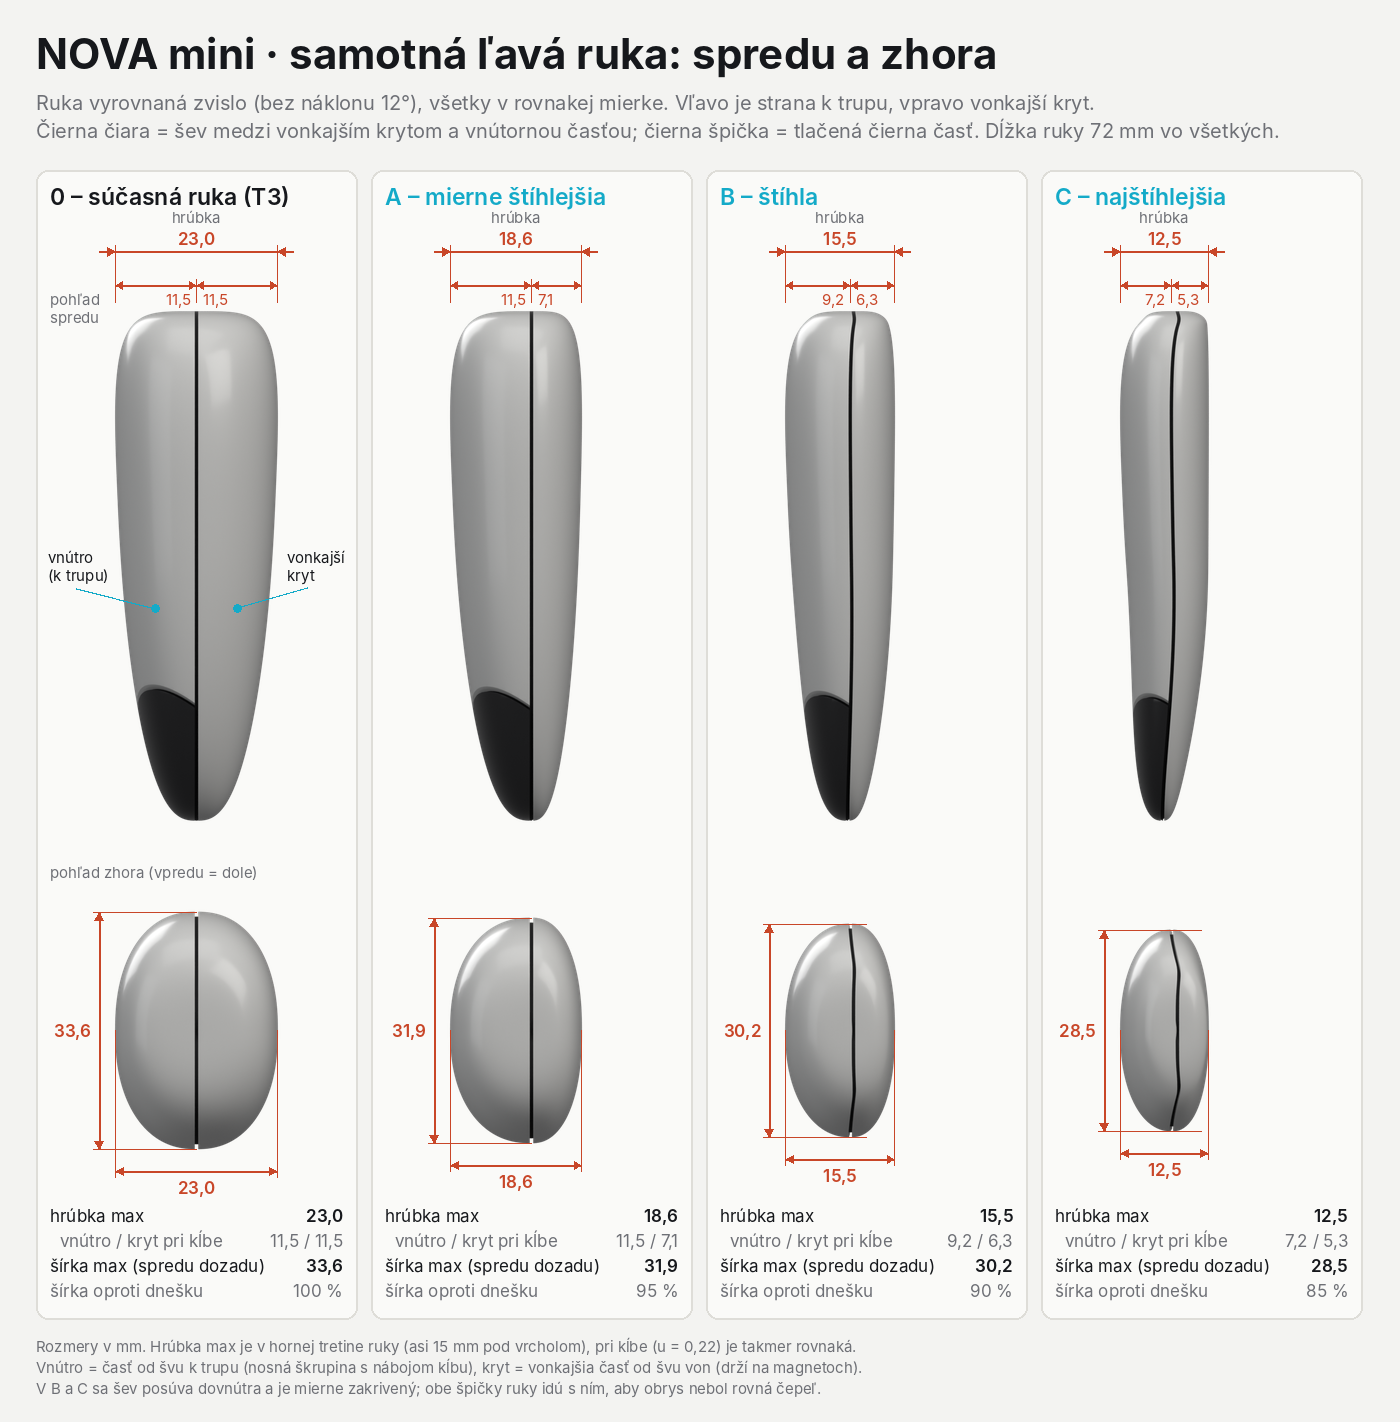 NOVA mini · samotná ľavá ruka: spredu a zhora
Ruka vyrovnaná zvislo (bez náklonu 12°), všetky v rovnakej mierke. Vľavo je strana k trupu, vpravo vonkajší kryt.
Čierna čiara = šev medzi vonkajším krytom a vnútornou časťou; čierna špička = tlačená čierna časť. Dĺžka ruky 72 mm vo všetkých.
0 – súčasná ruka (T3)
hrúbka
23,0
11,5 11,5
pohľad
spredu
vnútro
(k trupu)
vonkajší
kryt
pohľad zhora (vpredu = dole)
33,6
23,0
hrúbka max 23,0
vnútro / kryt pri kĺbe 11,5 / 11,5
šírka max (spredu dozadu) 33,6
šírka oproti dnešku 100 %
A – mierne štíhlejšia
hrúbka
18,6
11,5 7,1
31,9
18,6
hrúbka max 18,6
vnútro / kryt pri kĺbe 11,5 / 7,1
šírka max (spredu dozadu) 31,9
šírka oproti dnešku 95 %
B – štíhla
hrúbka
15,5
9,2 6,3
30,2
15,5
hrúbka max 15,5
vnútro / kryt pri kĺbe 9,2 / 6,3
šírka max (spredu dozadu) 30,2
šírka oproti dnešku 90 %
C – najštíhlejšia
hrúbka
12,5
7,2 5,3
28,5
12,5
hrúbka max 12,5
vnútro / kryt pri kĺbe 7,2 / 5,3
šírka max (spredu dozadu) 28,5
šírka oproti dnešku 85 %
Rozmery v mm. Hrúbka max je v hornej tretine ruky (asi 15 mm pod vrcholom), pri kĺbe (u = 0,22) je takmer rovnaká.
Vnútro = časť od švu k trupu (nosná škrupina s nábojom kĺbu), kryt = vonkajšia časť od švu von (drží na magnetoch).
V B a C sa šev posúva dovnútra a je mierne zakrivený; obe špičky ruky idú s ním, aby obrys nebol rovná čepeľ.